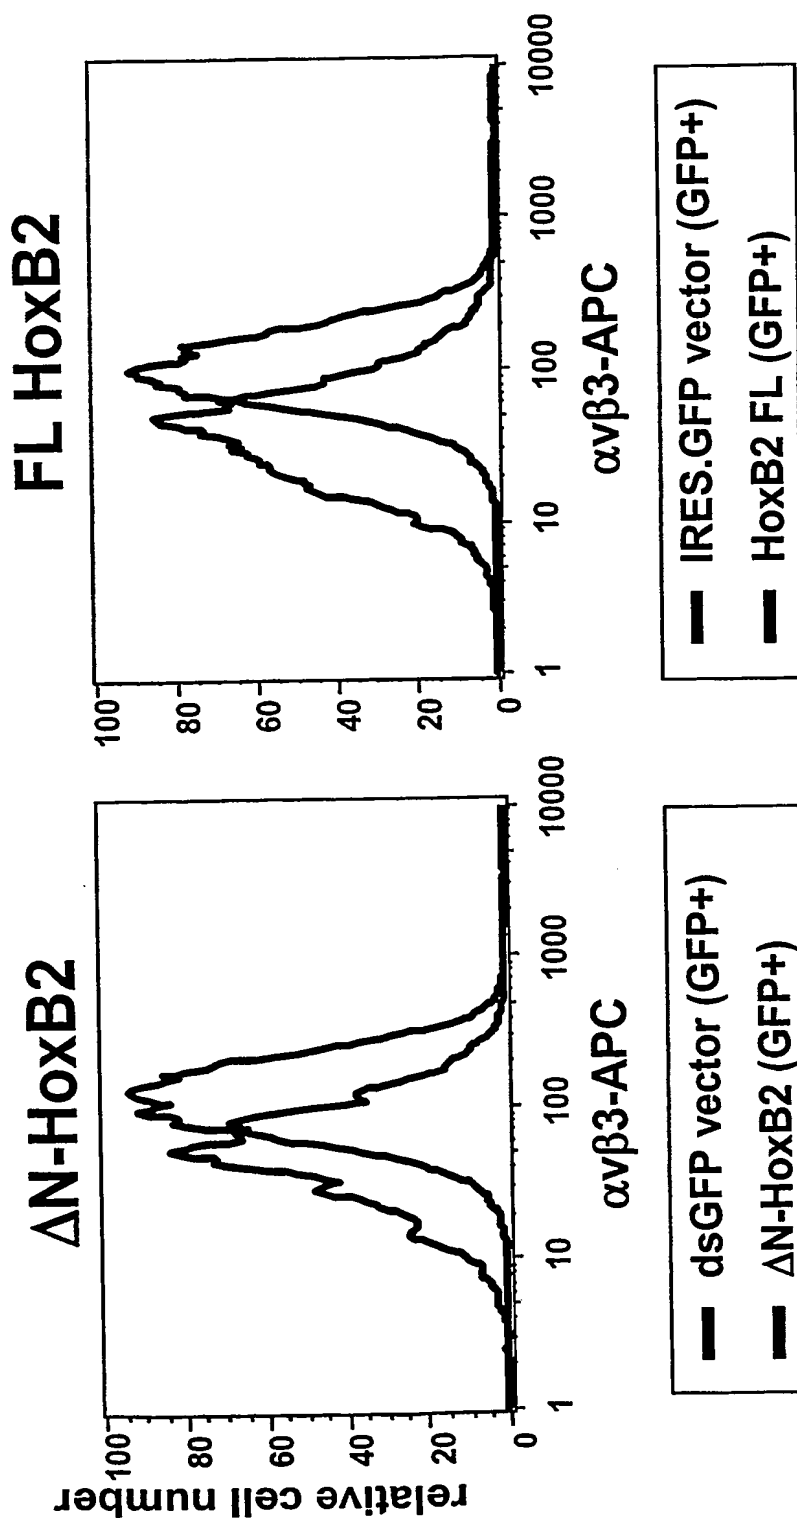 ΔN-HoxB2
relative cell number
100
80
60
40
20
0
1
10
100
1000
10000
αvβ3-APC
dsGFP vector (GFP+)
ΔN-HoxB2 (GFP+)
FL HoxB2
100
80
60
40
20
0
1
10
100
1000
10000
αvβ3-APC
IRES.GFP vector (GFP+)
HoxB2 FL (GFP+)